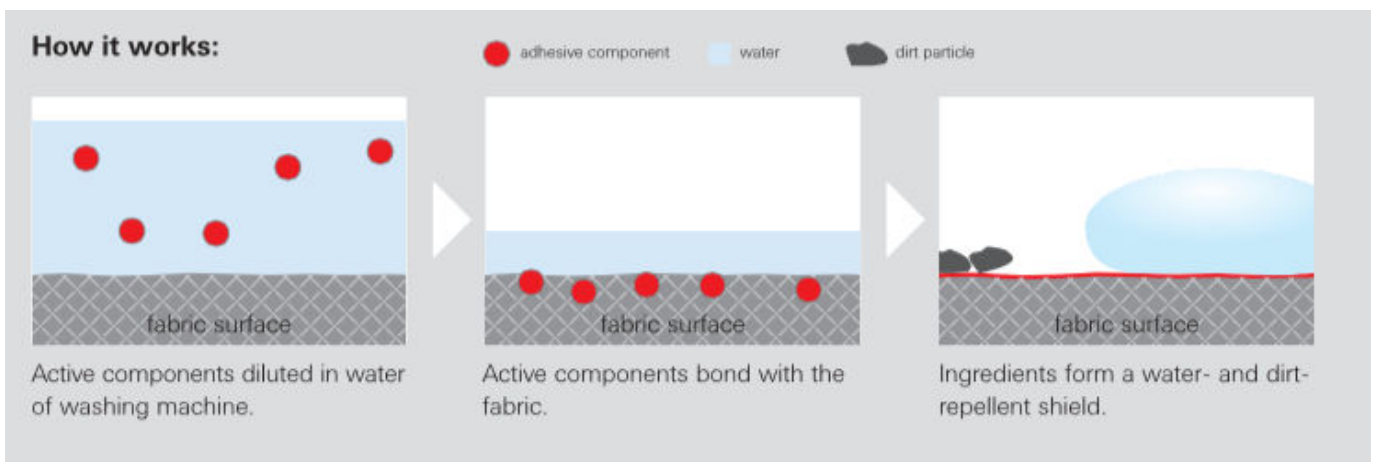 How it works:
adhesive component
water
dirt particle
fabric surface
fabric surface
fabric surface
Active components diluted in water
of washing machine.
Active components bond with the
fabric.
Ingredients form a water- and dirt-
repellent shield.